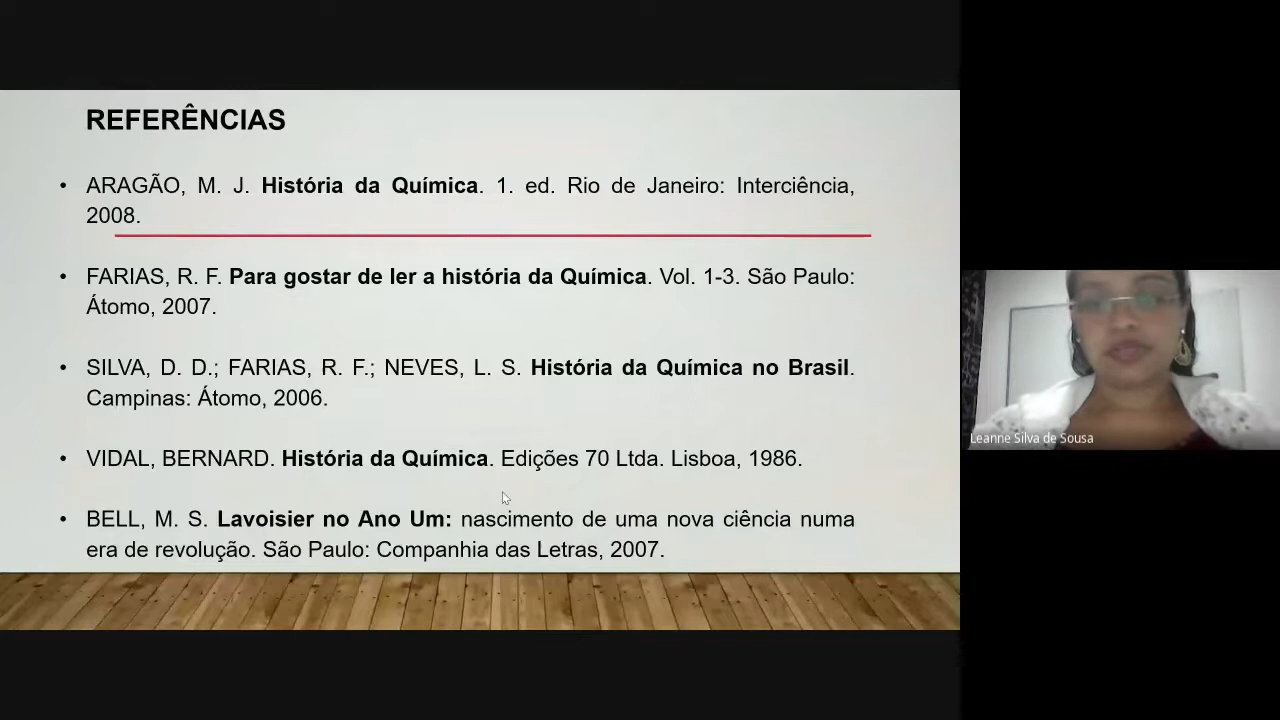 REFERÊNCIAS
• ARAGÃO, M. J. História da Química. 1. ed. Rio de Janeiro: Interciência,
2008.
• FARIAS, R. F. Para gostar de ler a história da Química. Vol. 1-3. São Paulo:
Átomo, 2007.
• SILVA, D. D.; FARIAS, R. F.; NEVES, L. S. História da Química no Brasil.
Campinas: Átomo, 2006.
• VIDAL, BERNARD. História da Química. Edições 70 Ltda. Lisboa, 1986.
• BELL, M. S. Lavoisier no Ano Um: nascimento de uma nova ciência numa
era de revolução. São Paulo: Companhia das Letras, 2007.
Leanne Silva de Sousa